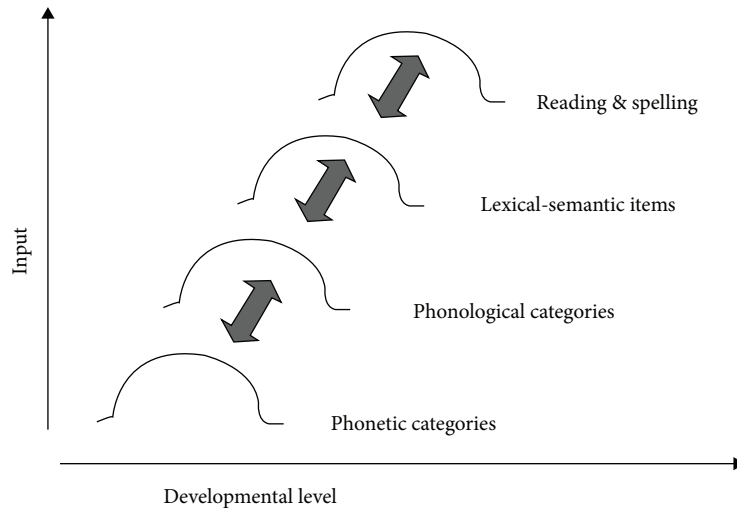 Reading & spelling
Lexical-semantic items
Input
Phonological categories
Phonetic categories
Developmental level